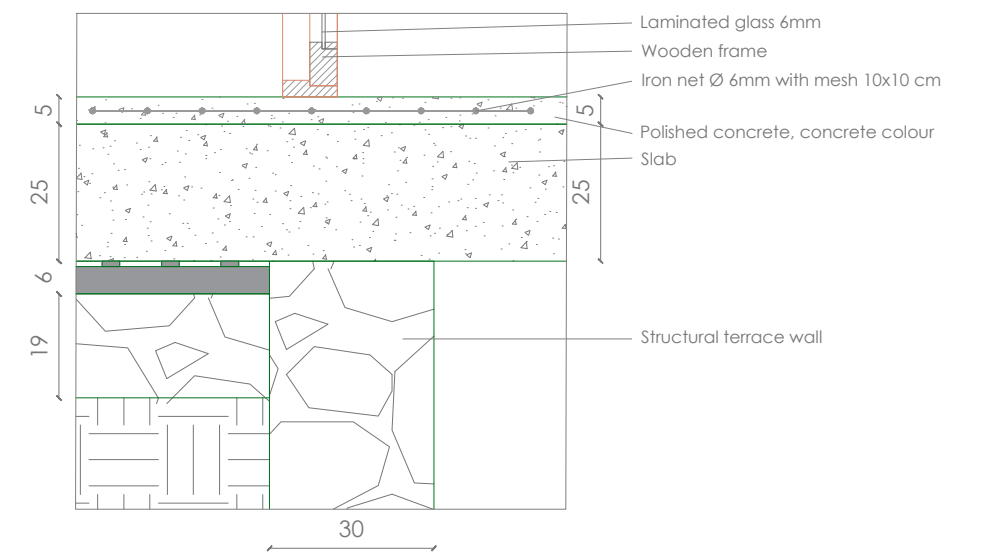 Laminated glass 6mm
Wooden frame
Iron net Ø 6mm with mesh 10x10 cm
5
5
Polished concrete, concrete colour
Slab
25
25
6
19
Structural terrace wall
30